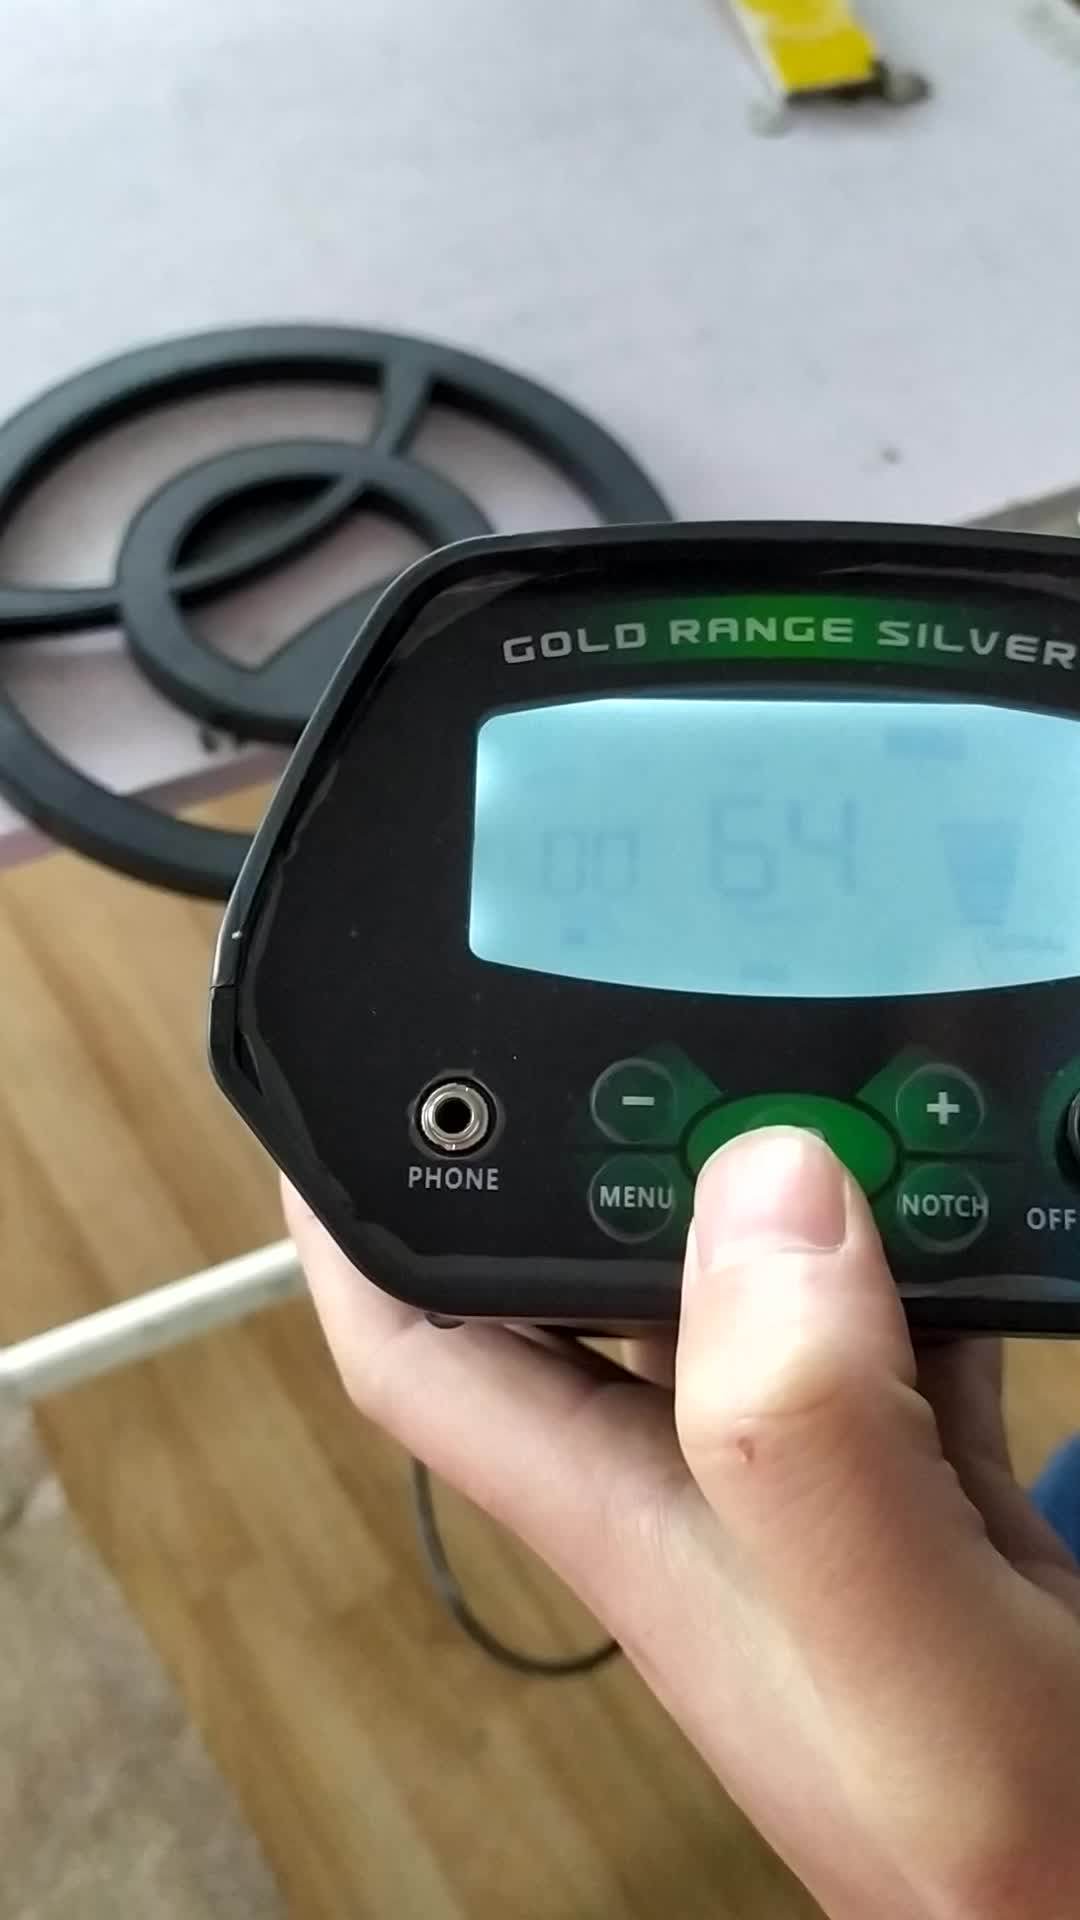 GOLD RANGE SILVER
00 64
PHONE
- +
MENU NOTCH OFF